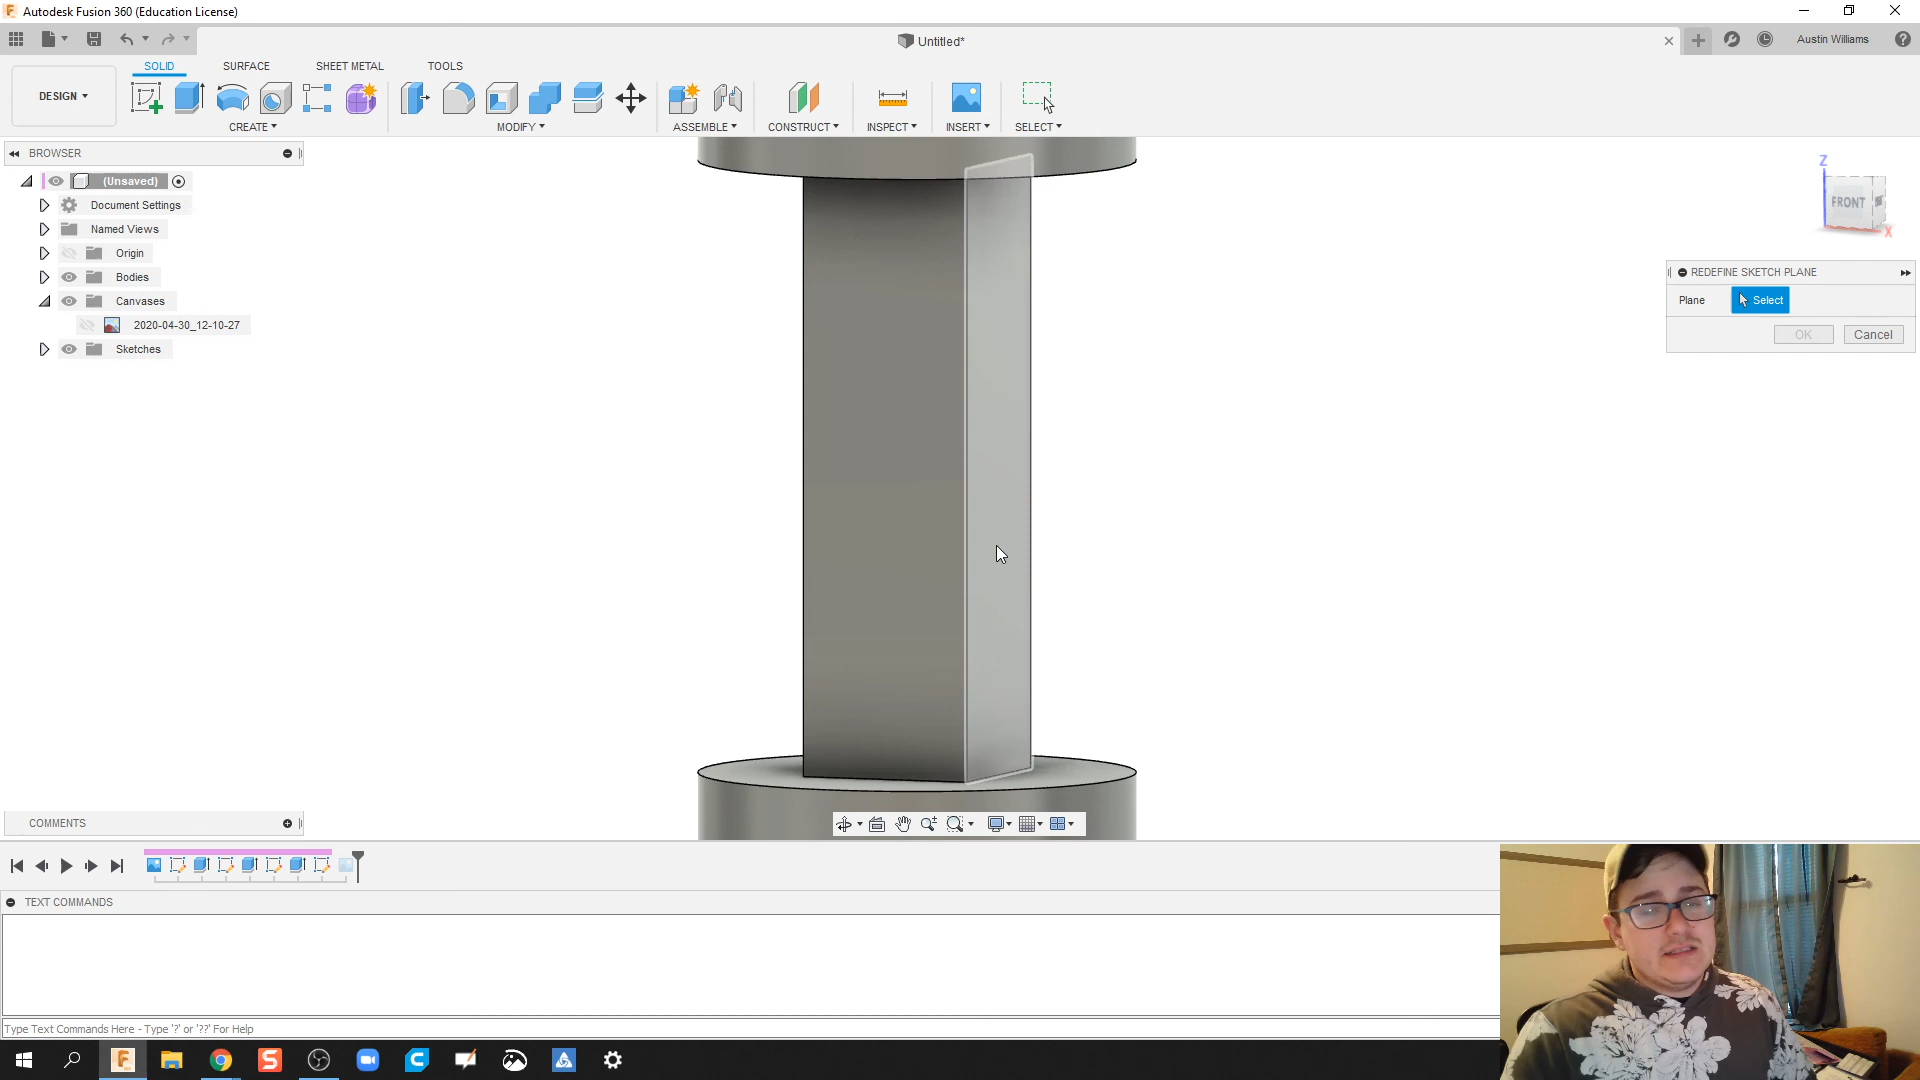 Autodesk Fusion 360 (Education License)
Untitled*
Austin Williams
DESIGN
SOLID
SURFACE
SHEET METAL
TOOLS
CREATE
MODIFY
ASSEMBLE
CONSTRUCT
INSPECT
INSERT
SELECT
BROWSER
(Unsaved)
Document Settings
Named Views
Origin
Bodies
Canvases
2020-04-30_12-10-27
Sketches
Z
FRONT
X
REDEFINE SKETCH PLANE
Plane
Select
OK
Cancel
COMMENTS
TEXT COMMANDS
Type Text Commands Here - Type '?' or '??' For Help